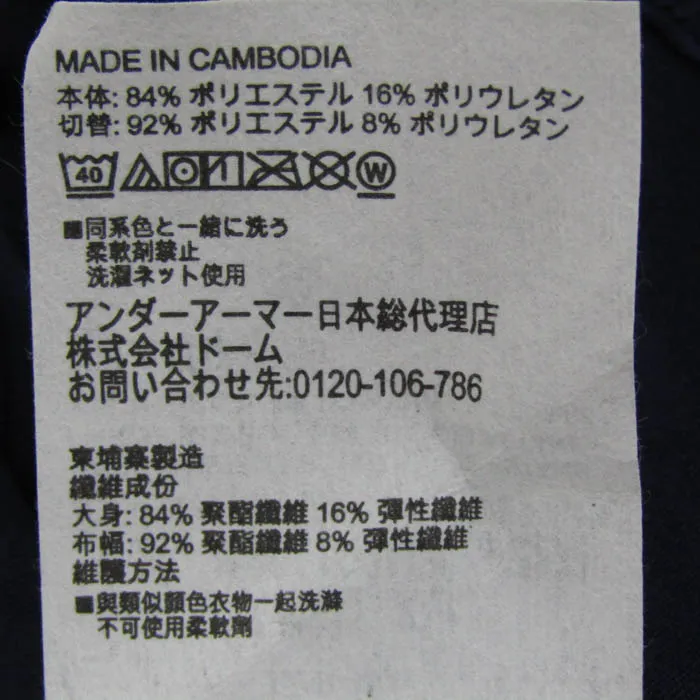 MADE IN CAMBODIA
本体: 84% ポリエステル 16% ポリウレタン
切替: 92% ポリエステル 8% ポリウレタン
40 W
■同系色と一緒に洗う
柔軟剤禁止
洗濯ネット使用
アンダーアーマー日本総代理店
株式会社ドーム
お問い合わせ先:0120-106-786
柬埔寨製造
纖維成份
大身: 84% 聚酯纖維 16% 彈性纖維
布幅: 92% 聚酯纖維 8% 彈性纖維
維護方法
■與類似顏色衣物一起洗滌
不可使用柔軟劑